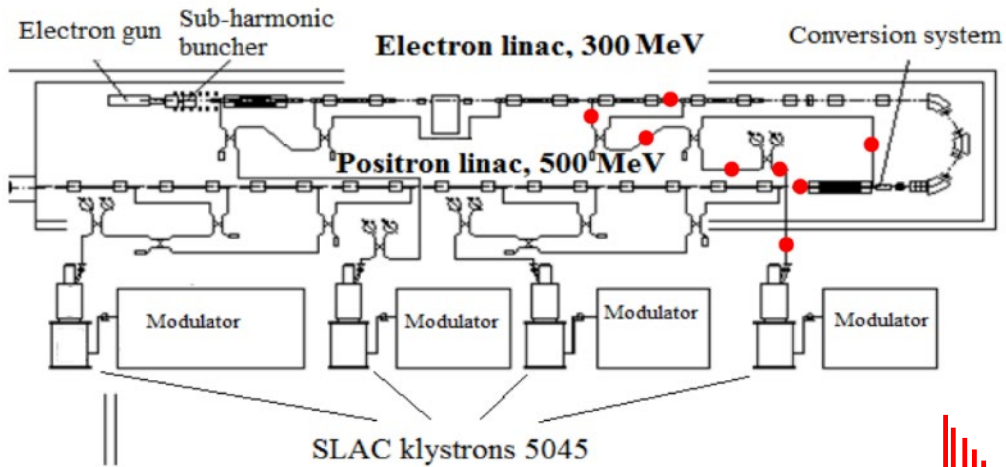 Electron gun
Sub-harmonic
buncher
Electron linac, 300 MeV
Conversion system
Positron linac, 500 MeV
Modulator
Modulator
Modulator
Modulator
SLAC klystrons 5045